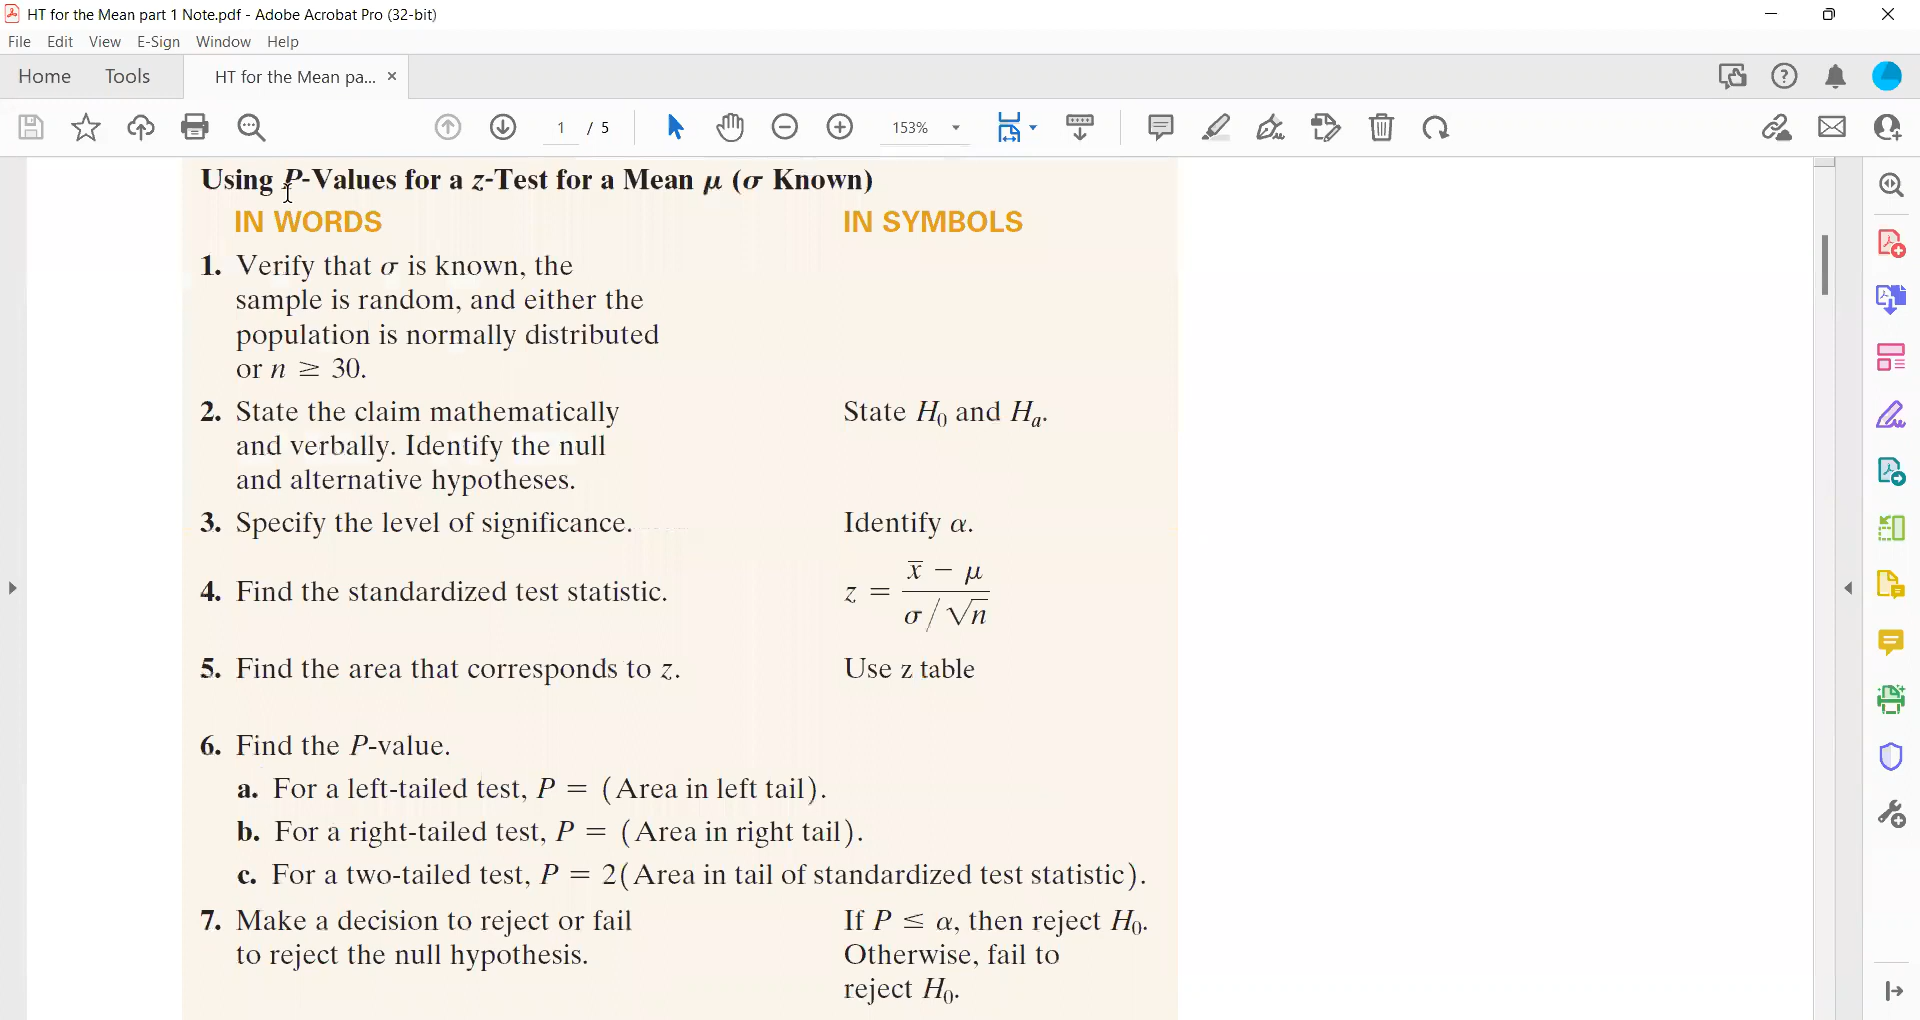 HT for the Mean part 1 Note.pdf - Adobe Acrobat Pro (32-bit)
File Edit View E-Sign Window Help
Home Tools HT for the Mean pa... ×
1 / 5 153%
Using P-Values for a z-Test for a Mean μ (σ Known)
IN WORDS IN SYMBOLS
1. Verify that σ is known, the
sample is random, and either the
population is normally distributed
or n ≥ 30.
2. State the claim mathematically State H₀ and Hₐ.
and verbally. Identify the null
and alternative hypotheses.
3. Specify the level of significance. Identify α.
4. Find the standardized test statistic. z = (x̄ − μ) / (σ/√n)
5. Find the area that corresponds to z. Use z table
6. Find the P-value.
a. For a left-tailed test, P = (Area in left tail).
b. For a right-tailed test, P = (Area in right tail).
c. For a two-tailed test, P = 2(Area in tail of standardized test statistic).
7. Make a decision to reject or fail If P ≤ α, then reject H₀.
to reject the null hypothesis. Otherwise, fail to
reject H₀.